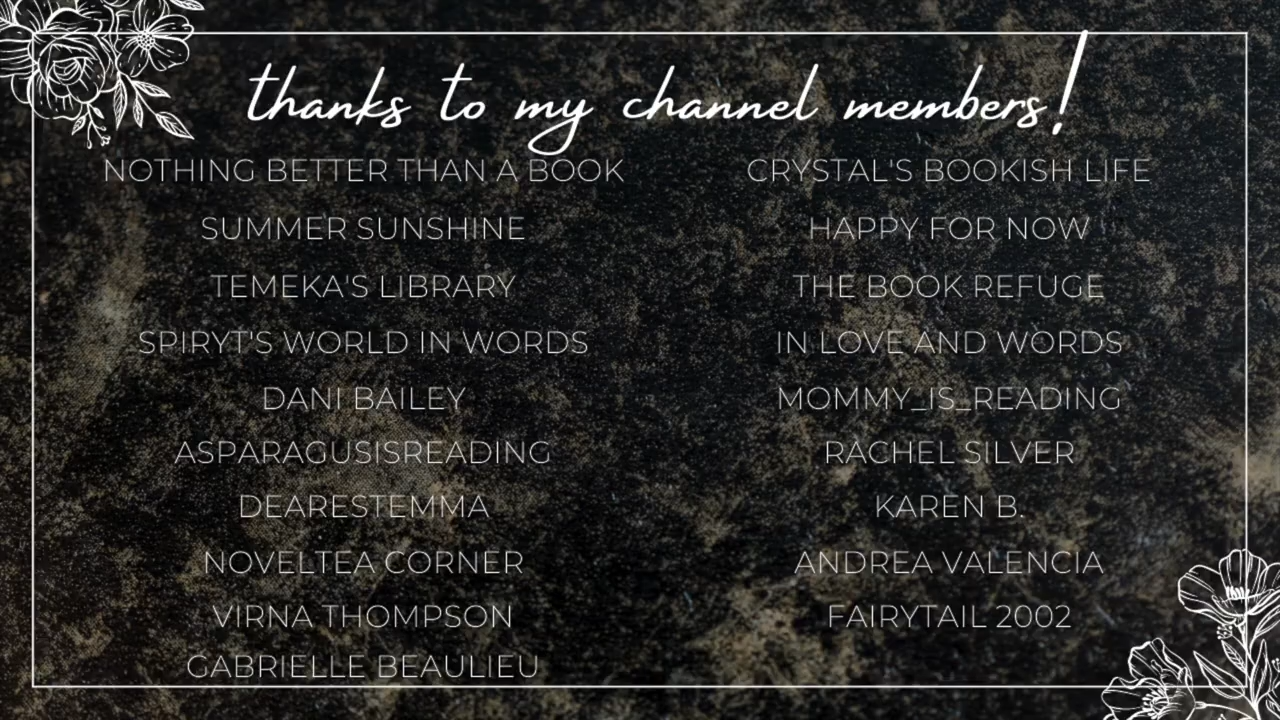 thanks to my channel members!
NOTHING BETTER THAN A BOOK
SUMMER SUNSHINE
TEMEKA'S LIBRARY
SPIRYT'S WORLD IN WORDS
DANI BAILEY
ASPARAGUSISREADING
DEARESTEMMA
NOVELTEA CORNER
VIRNA THOMPSON
GABRIELLE BEAULIEU
CRYSTAL'S BOOKISH LIFE
HAPPY FOR NOW
THE BOOK REFUGE
IN LOVE AND WORDS
MOMMY_IS_READING
RACHEL SILVER
KAREN B.
ANDREA VALENCIA
FAIRYTAIL 2002